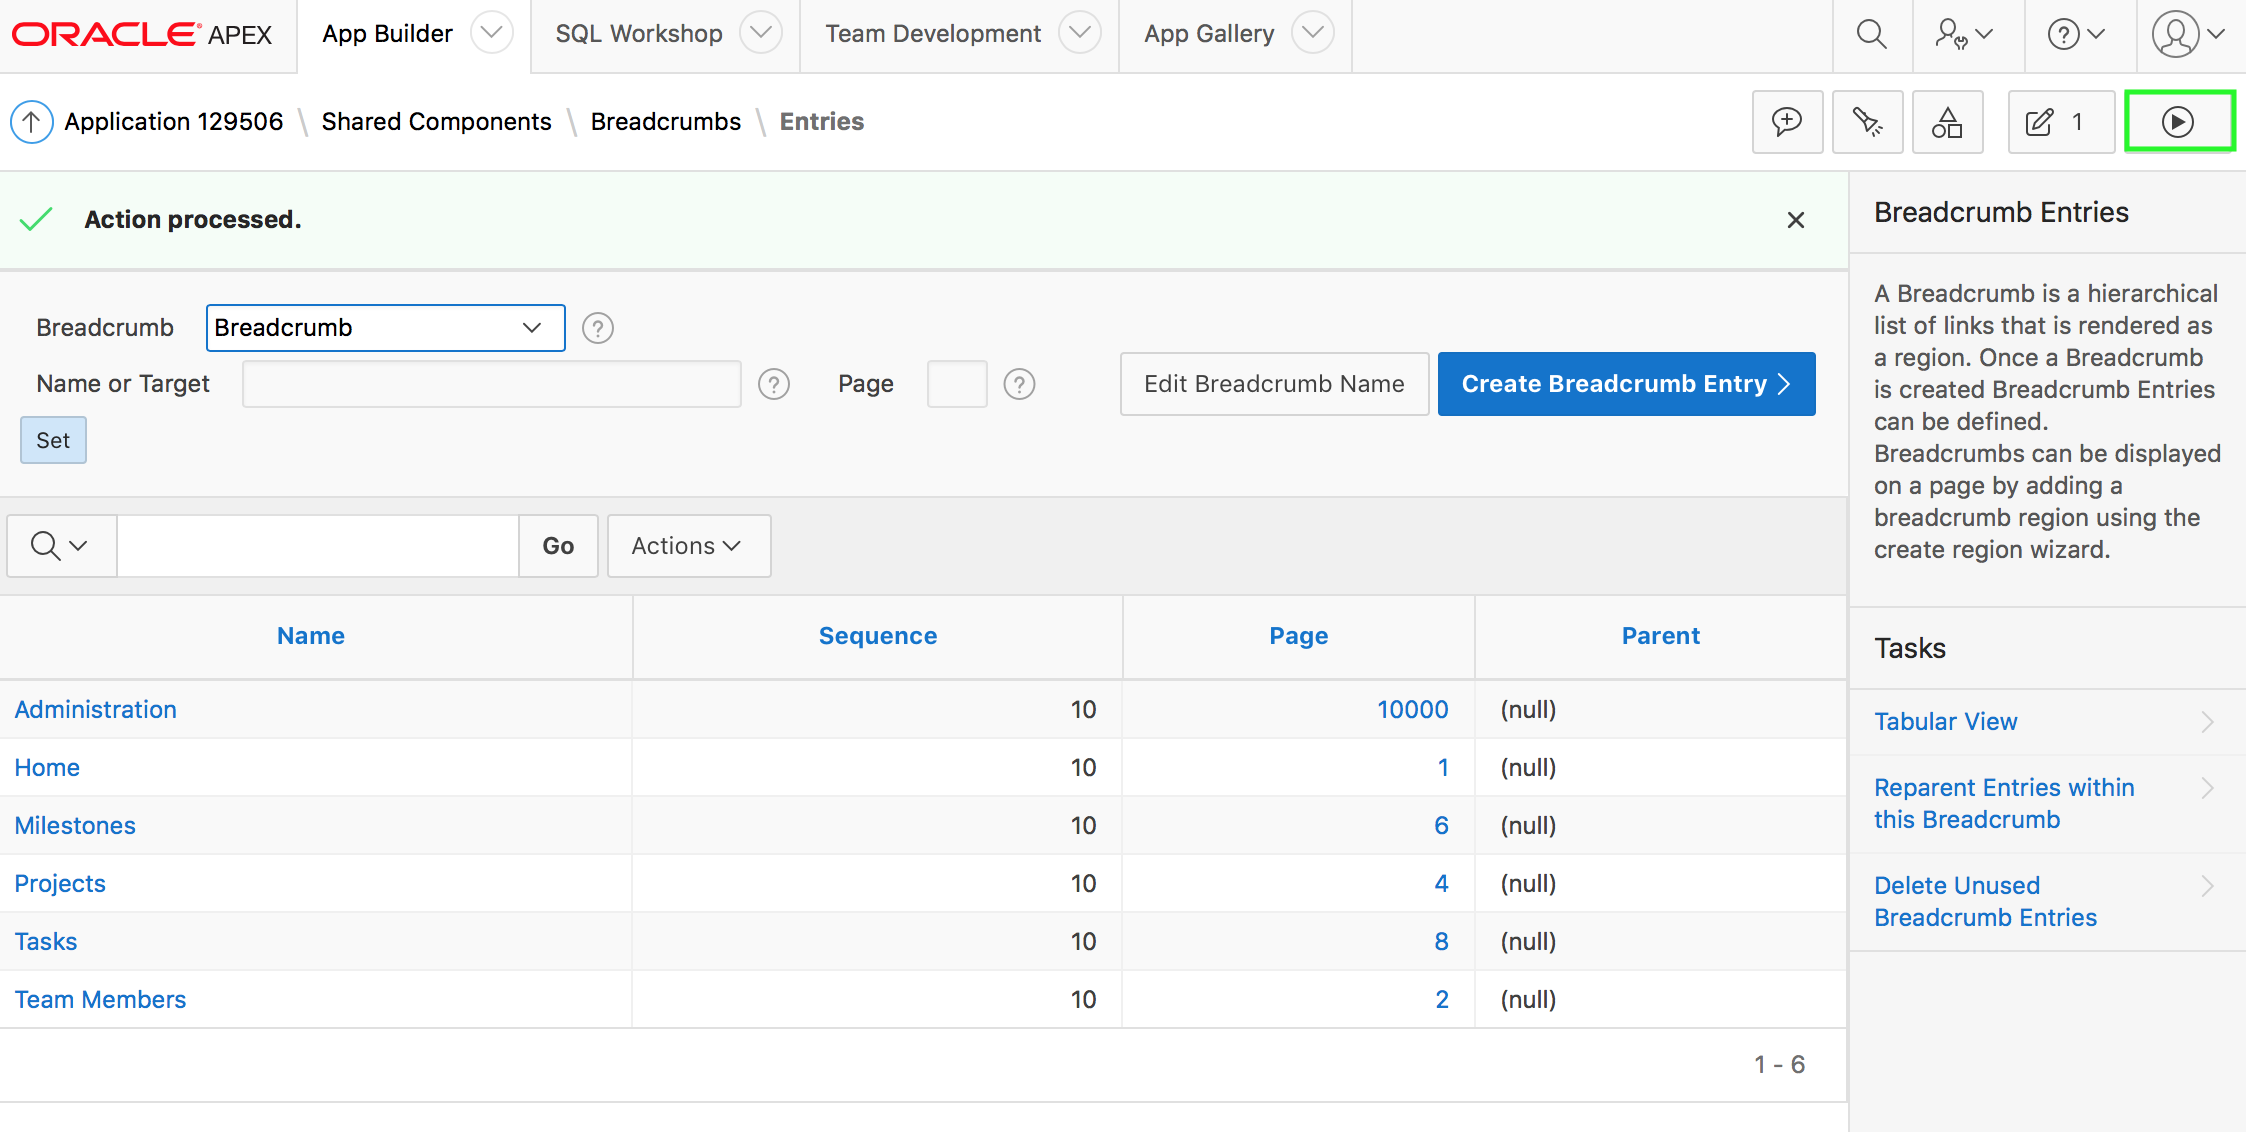 ORACLE APEX App Builder SQL Workshop Team Development App Gallery
Application 129506 \ Shared Components \ Breadcrumbs \ Entries 1
Action processed.
Breadcrumb Breadcrumb ?
Name or Target ? Page ? Edit Breadcrumb Name Create Breadcrumb Entry >
Set
Go Actions
Name Sequence Page Parent
Administration 10 10000 (null)
Home 10 1 (null)
Milestones 10 6 (null)
Projects 10 4 (null)
Tasks 10 8 (null)
Team Members 10 2 (null)
1 - 6
Breadcrumb Entries
A Breadcrumb is a hierarchical
list of links that is rendered as
a region. Once a Breadcrumb
is created Breadcrumb Entries
can be defined.
Breadcrumbs can be displayed
on a page by adding a
breadcrumb region using the
create region wizard.
Tasks
Tabular View
Reparent Entries within
this Breadcrumb
Delete Unused
Breadcrumb Entries